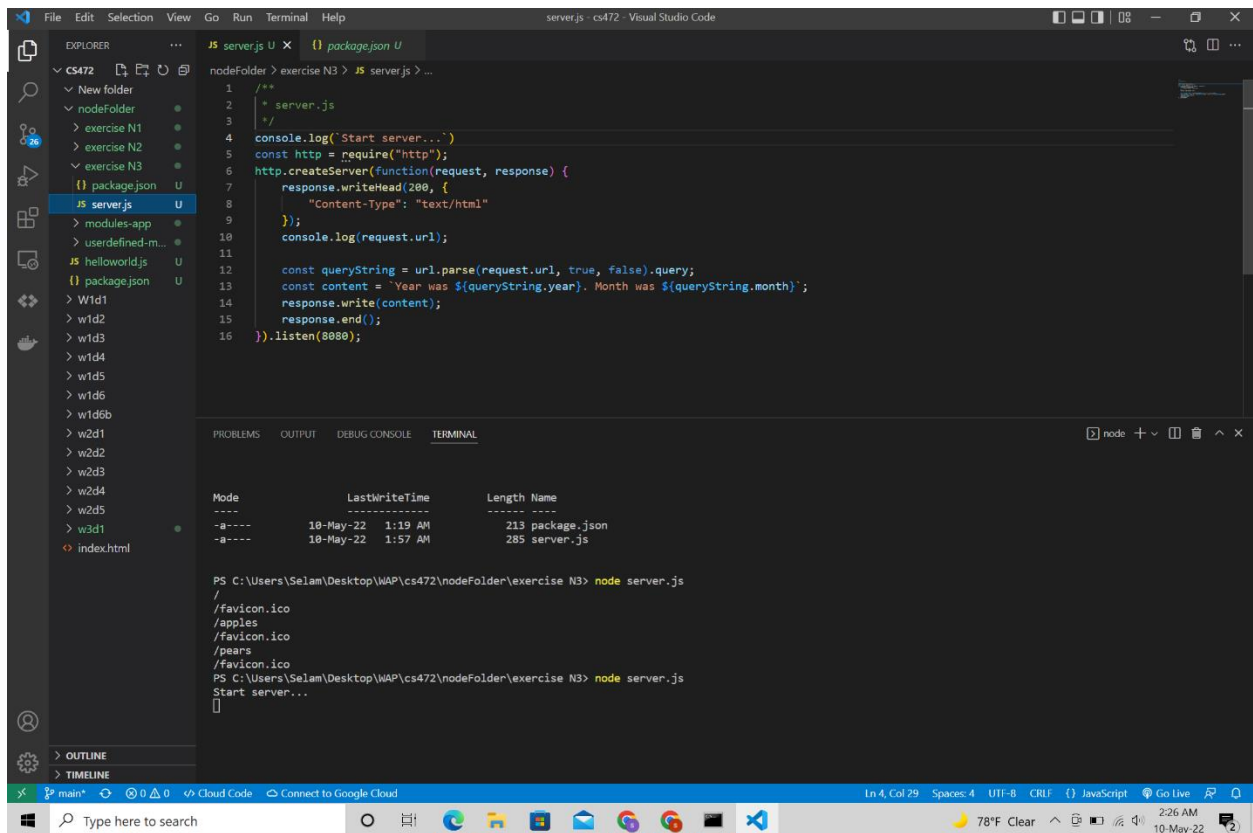 File Edit Selection View Go Run Terminal Help
server.js - cs472 - Visual Studio Code
EXPLORER
CS472
New folder
nodeFolder
exercise N1
exercise N2
exercise N3
{} package.json U
JS server.js U
modules-app
userdefined-m...
JS helloworld.js U
{} package.json U
W1d1
w1d2
w1d3
w1d4
w1d5
w1d6
w1d6b
w2d1
w2d2
w2d3
w2d4
w2d5
w3d1
index.html
OUTLINE
TIMELINE
26
JS server.js U {} package.json U
nodeFolder > exercise N3 > JS server.js > ...
1 /**
2 * server.js
3 */
4 console.log(`Start server...`)
5 const http = require("http");
6 http.createServer(function(request, response) {
7 response.writeHead(200, {
8 "Content-Type": "text/html"
9 });
10 console.log(request.url);
11
12 const queryString = url.parse(request.url, true, false).query;
13 const content = `Year was ${queryString.year}. Month was ${queryString.month}`;
14 response.write(content);
15 response.end();
16 }).listen(8080);
PROBLEMS OUTPUT DEBUG CONSOLE TERMINAL
node
Mode LastWriteTime Length Name
---- ------------- ------ ----
-a---- 10-May-22 1:19 AM 213 package.json
-a---- 10-May-22 1:57 AM 285 server.js
PS C:\Users\Selam\Desktop\WAP\cs472\nodeFolder\exercise N3> node server.js
/
/favicon.ico
/apples
/favicon.ico
/pears
/favicon.ico
PS C:\Users\Selam\Desktop\WAP\cs472\nodeFolder\exercise N3> node server.js
Start server...
main* 0 0 0 Cloud Code Connect to Google Cloud
Ln 4, Col 29 Spaces: 4 UTF-8 CRLF {} JavaScript Go Live
Type here to search
78°F Clear
2:26 AM
10-May-22
2